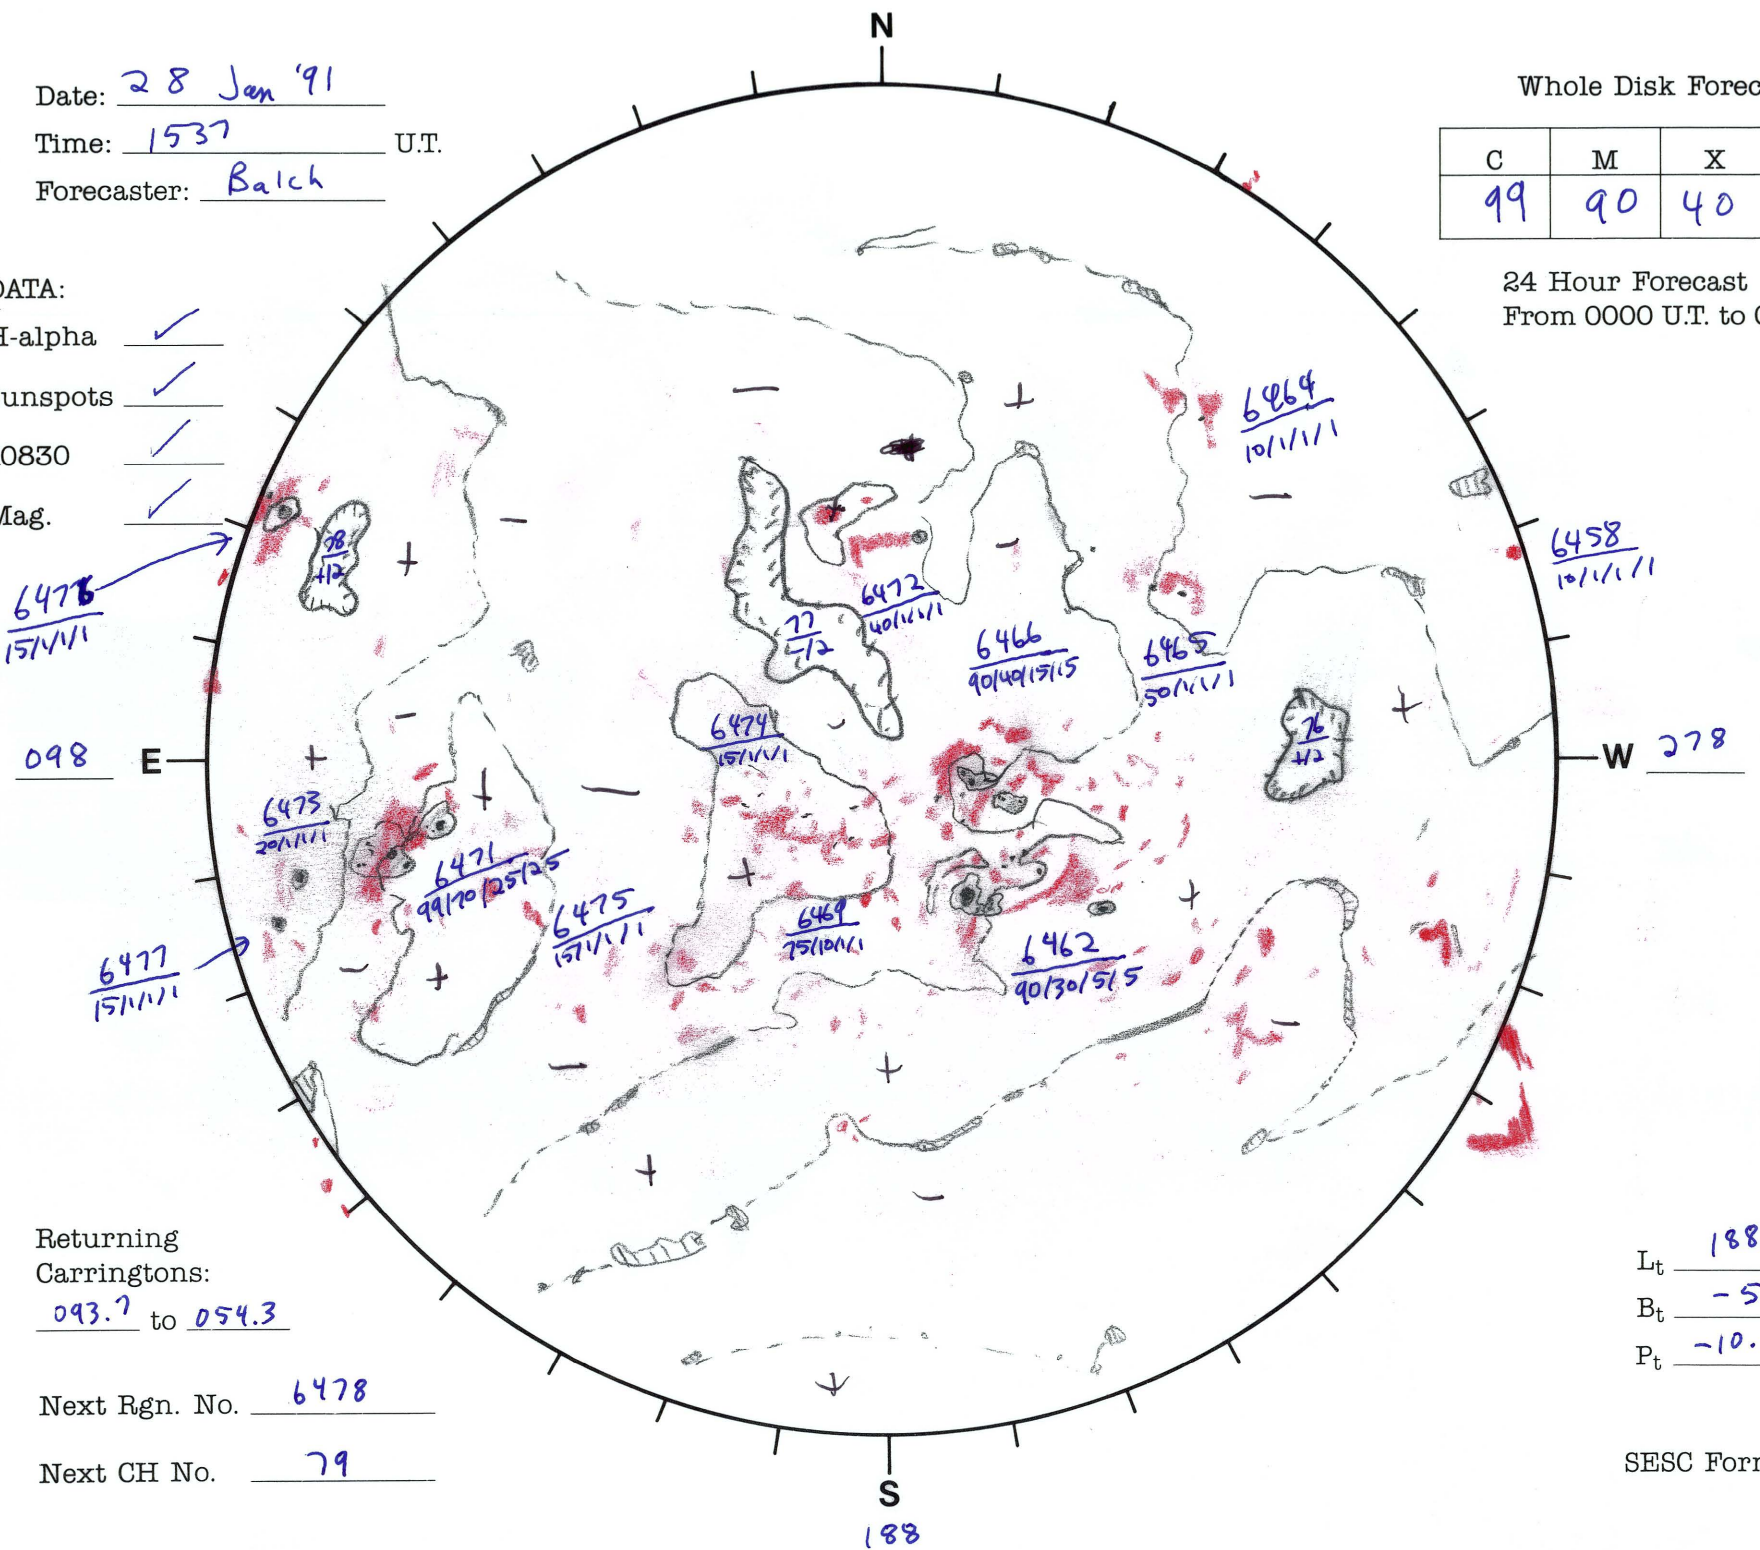 N
Date: 28 Jan '91
Time: 1537 U.T.
Forecaster: Balch
Whole Disk Forec
C M X
99 90 40
24 Hour Forecast
From 0000 U.T. to 0
DATA:
H-alpha
unspots
0830
Mag.
6464
10/1/1/1
6458
10/1/1/1
78
+/2
6476
15/1/1/1
6472
40/1/1/1
77
-/2
6466
90/40/15/15
6465
50/1/1/1
6474
15/1/1/1
76
+/2
098 E
W 278
6473
20/1/1/1
6471
99/70/25/25
6475
15/1/1/1
6469
75/10/1/1
6462
90/30/5/5
6477
15/1/1/1
Returning
Carringtons:
093.7 to 054.3
Lt 188
Bt -5
Pt -10.
Next Rgn. No. 6478
Next CH No. 79
SESC Form
S
188